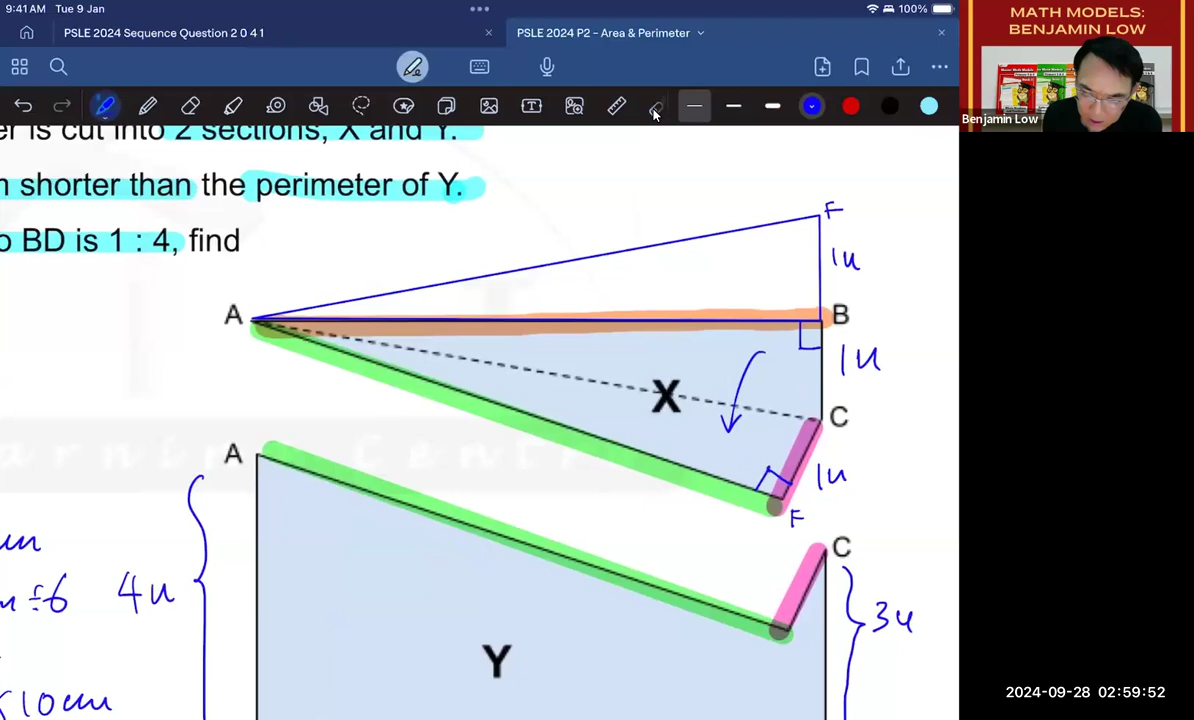 9:41 AM Tue 9 Jan
100%
PSLE 2024 Sequence Question 2 0 4 1
PSLE 2024 P2 – Area & Perimeter
MATH MODELS:
BENJAMIN LOW
Benjamin Low
er is cut into 2 sections, X and Y.
shorter than the perimeter of Y.
o BD is 1 : 4, find
F
1u
A
B
1u
X
C
1u
F
A
C
4u
3u
÷6
Y
×10cm
2024-09-28 02:59:52